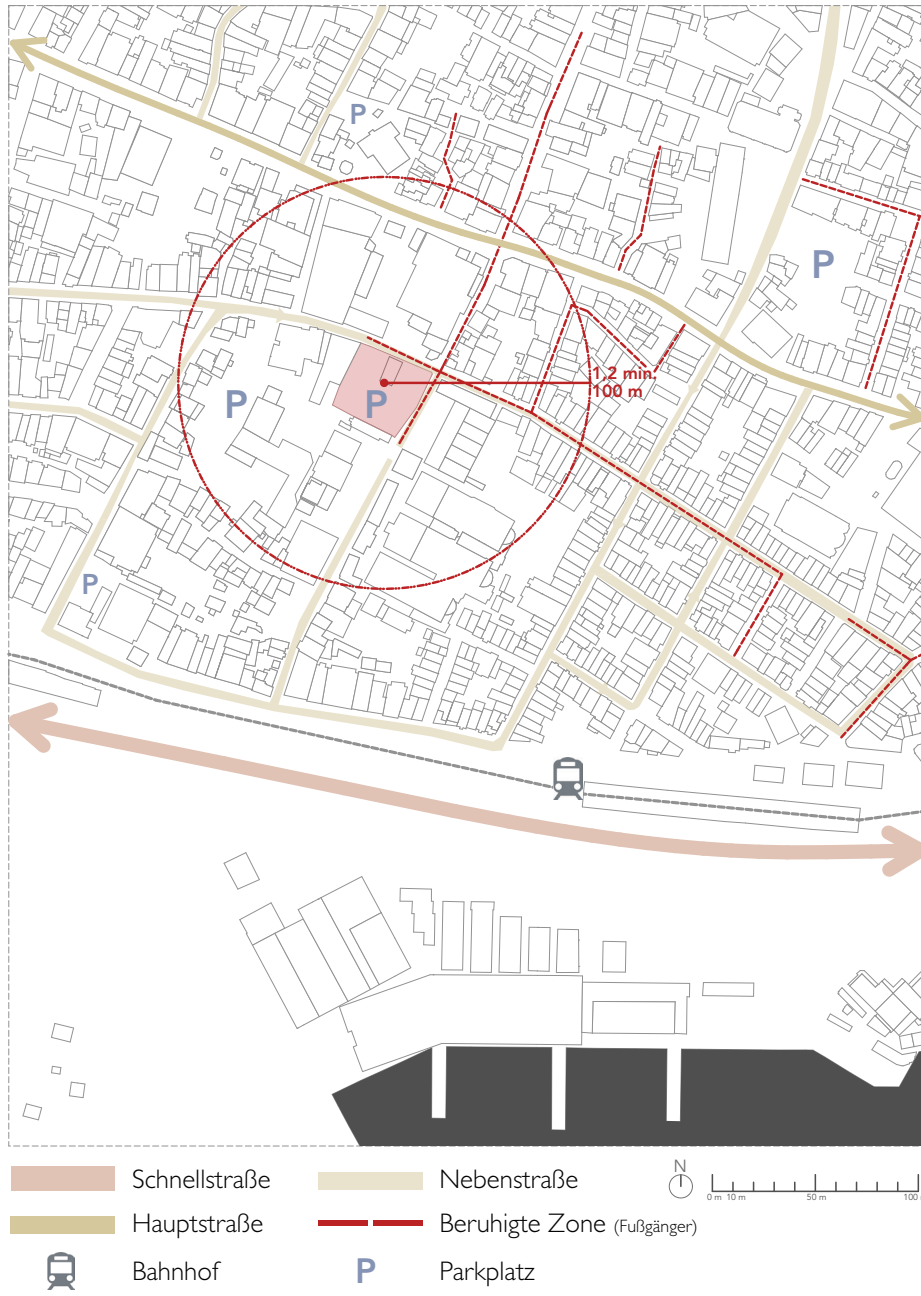 P
P
1,2 min.
100 m
P
P
P
Schnellstraße
Nebenstraße
N
0 m 10 m 50 m 100
Hauptstraße
Beruhigte Zone (Fußgänger)
Bahnhof
P
Parkplatz